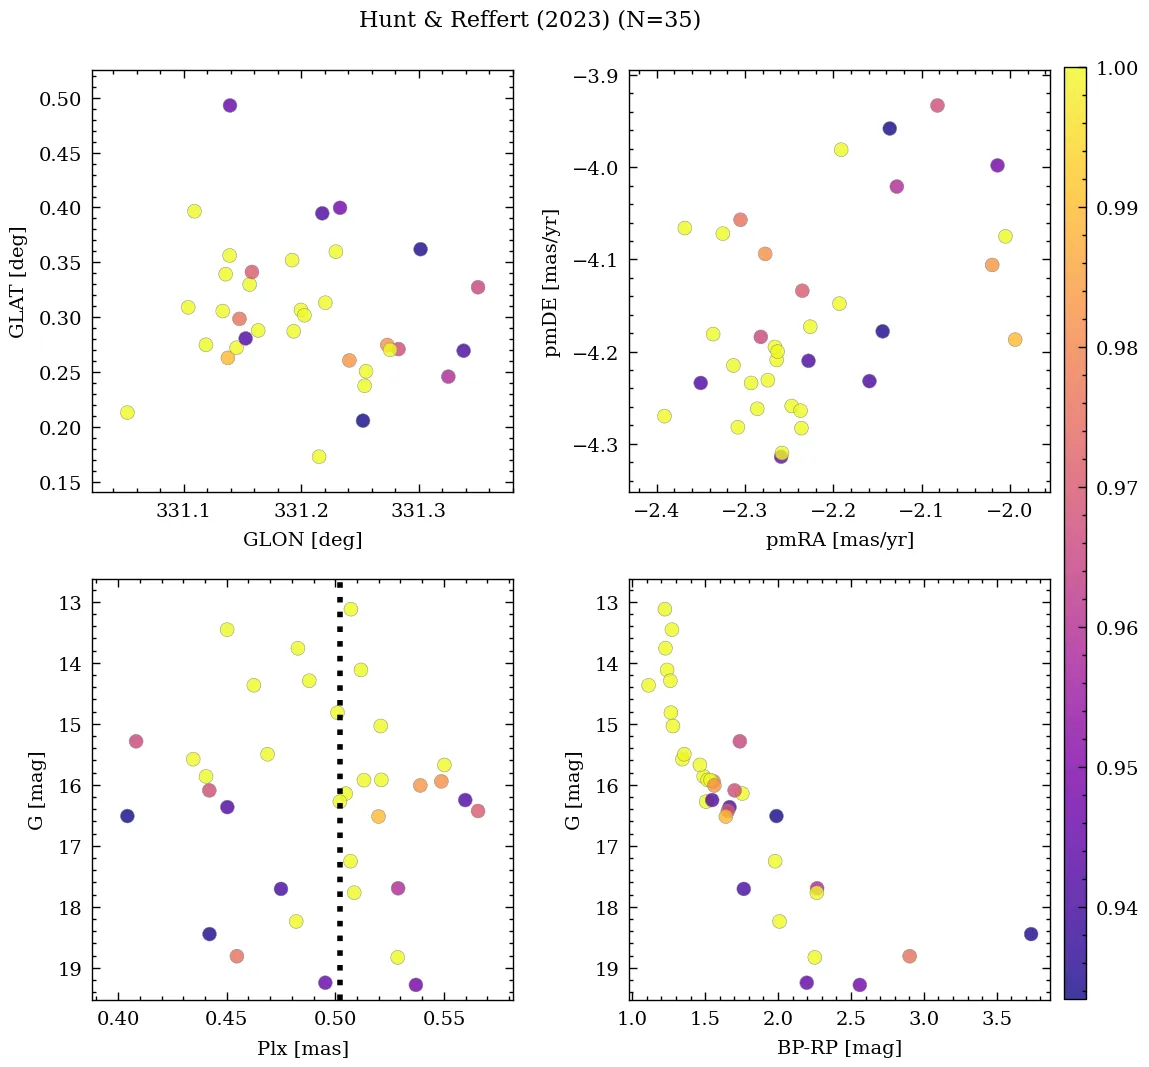 Hunt & Reffert (2023) (N=35)
0.50
0.45
0.40
0.35
0.30
0.25
0.20
0.15
GLAT [deg]
331.1 331.2 331.3
GLON [deg]
−3.9
−4.0
−4.1
−4.2
−4.3
pmDE [mas/yr]
−2.4 −2.3 −2.2 −2.1 −2.0
pmRA [mas/yr]
1.00
0.99
0.98
0.97
0.96
0.95
0.94
13
14
15
16
17
18
19
G [mag]
0.40 0.45 0.50 0.55
Plx [mas]
13
14
15
16
17
18
19
G [mag]
1.0 1.5 2.0 2.5 3.0 3.5
BP-RP [mag]